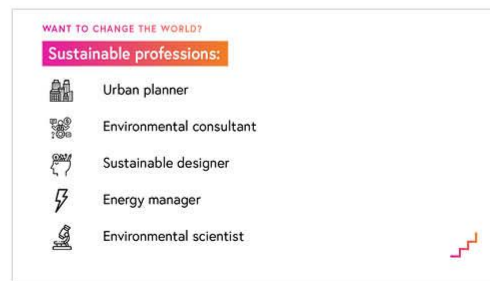 WANT TO CHANGE THE WORLD?
Sustainable professions:
Urban planner
Environmental consultant
Sustainable designer
Energy manager
Environmental scientist